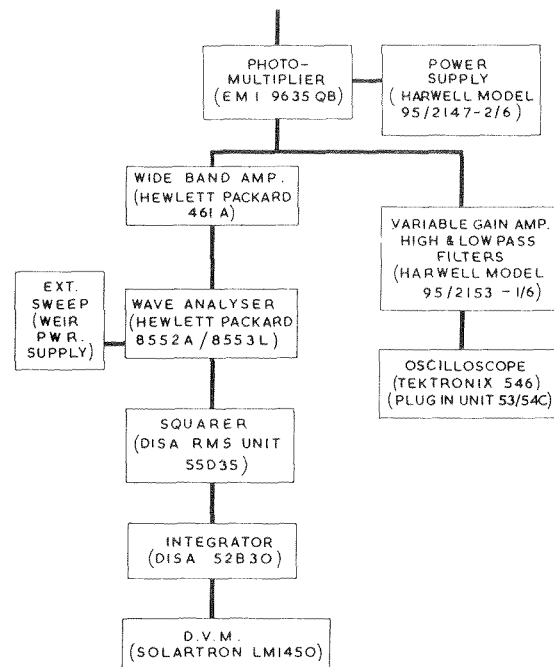 PHOTO-
MULTIPLIER
(EMI 9635QB)
POWER
SUPPLY
(HARWELL MODEL
95/2147-2/6)
WIDE BAND AMP.
(HEWLETT PACKARD
461A)
VARIABLE GAIN AMP.
HIGH & LOW PASS
FILTERS
(HARWELL MODEL
95/2153-1/6)
EXT.
SWEEP
(WEIR
PWR.
SUPPLY)
WAVE ANALYSER
(HEWLETT PACKARD
8552A/8553L)
OSCILLOSCOPE
(TEKTRONIX 546)
(PLUG IN UNIT 53/54C)
SQUARER
(DISA RMS UNIT
55D35)
INTEGRATOR
(DISA 52B30)
D.V.M.
(SOLARTRON LM1450)